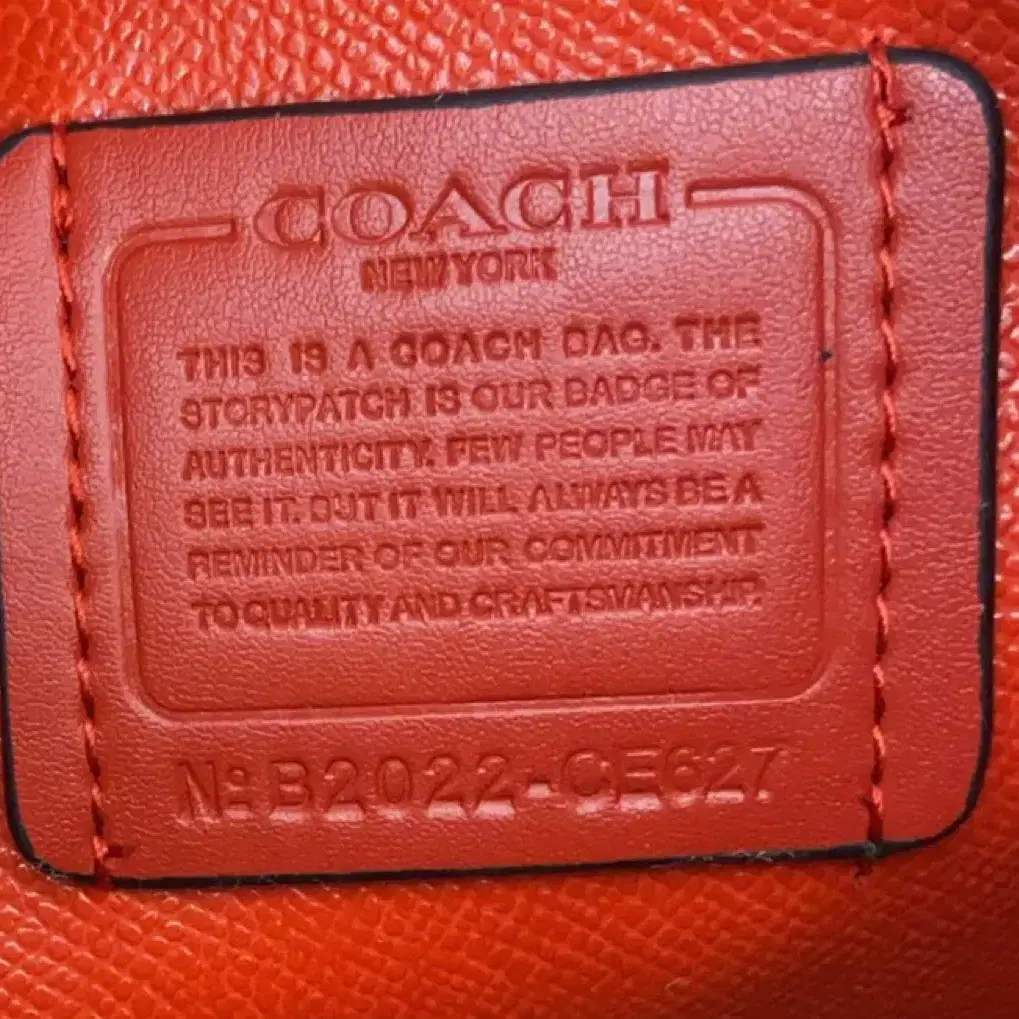 COACH
NEW YORK
THIS IS A COACH BAG. THE
STORYPATCH IS OUR BADGE OF
AUTHENTICITY. FEW PEOPLE MAY
SEE IT. BUT IT WILL ALWAYS BE A
REMINDER OF OUR COMMITMENT
TO QUALITY AND CRAFTSMANSHIP.
№ B2022-CE627